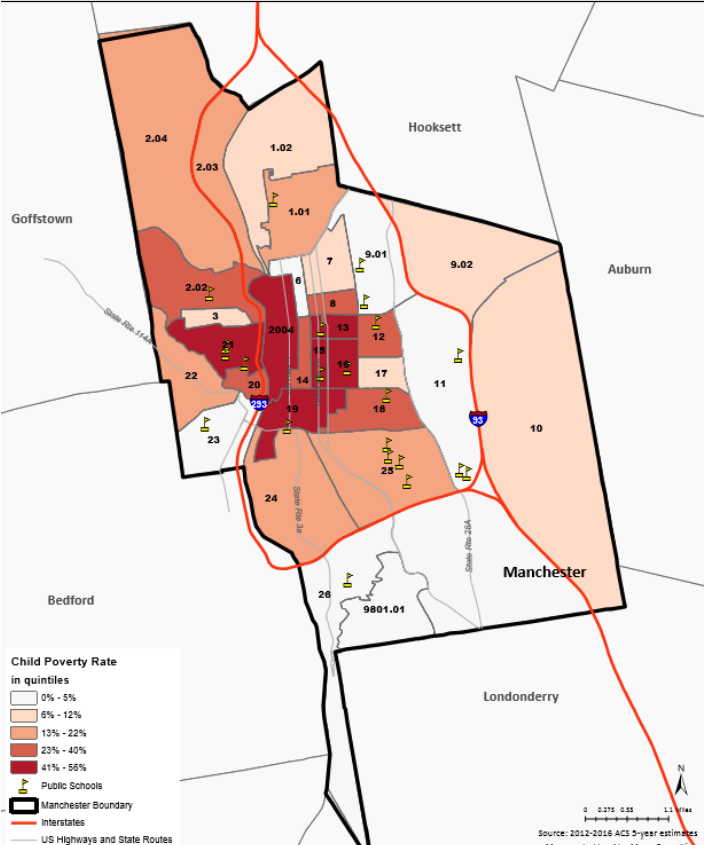 Hooksett
2.04
1.02
2.03
1.01
Goffstown
7
9.01
9.02
Auburn
6
2.02
8
3
2004
13
12
State Rte 114A
21
15
16
22
17
11
14
20
293
19
18
93
23
10
25
24
State Rte 3a
State Rte 28A
Manchester
26
9801.01
Bedford
Londonderry
Child Poverty Rate
in quintiles
0% - 5%
6% - 12%
13% - 22%
23% - 40%
41% - 56%
Public Schools
Manchester Boundary
Interstates
US Highways and State Routes
N
0 0.275 0.55 1.1 Miles
Source: 2012-2016 ACS 5-year estimates